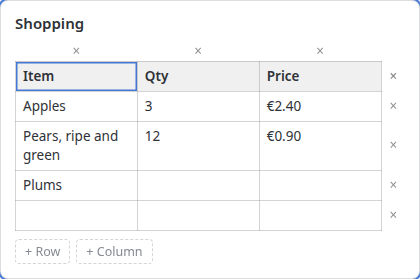 Shopping
× × ×
Item Qty Price ×
Apples 3 €2.40 ×
Pears, ripe and 12 €0.90 ×
green
Plums ×
×
+ Row + Column